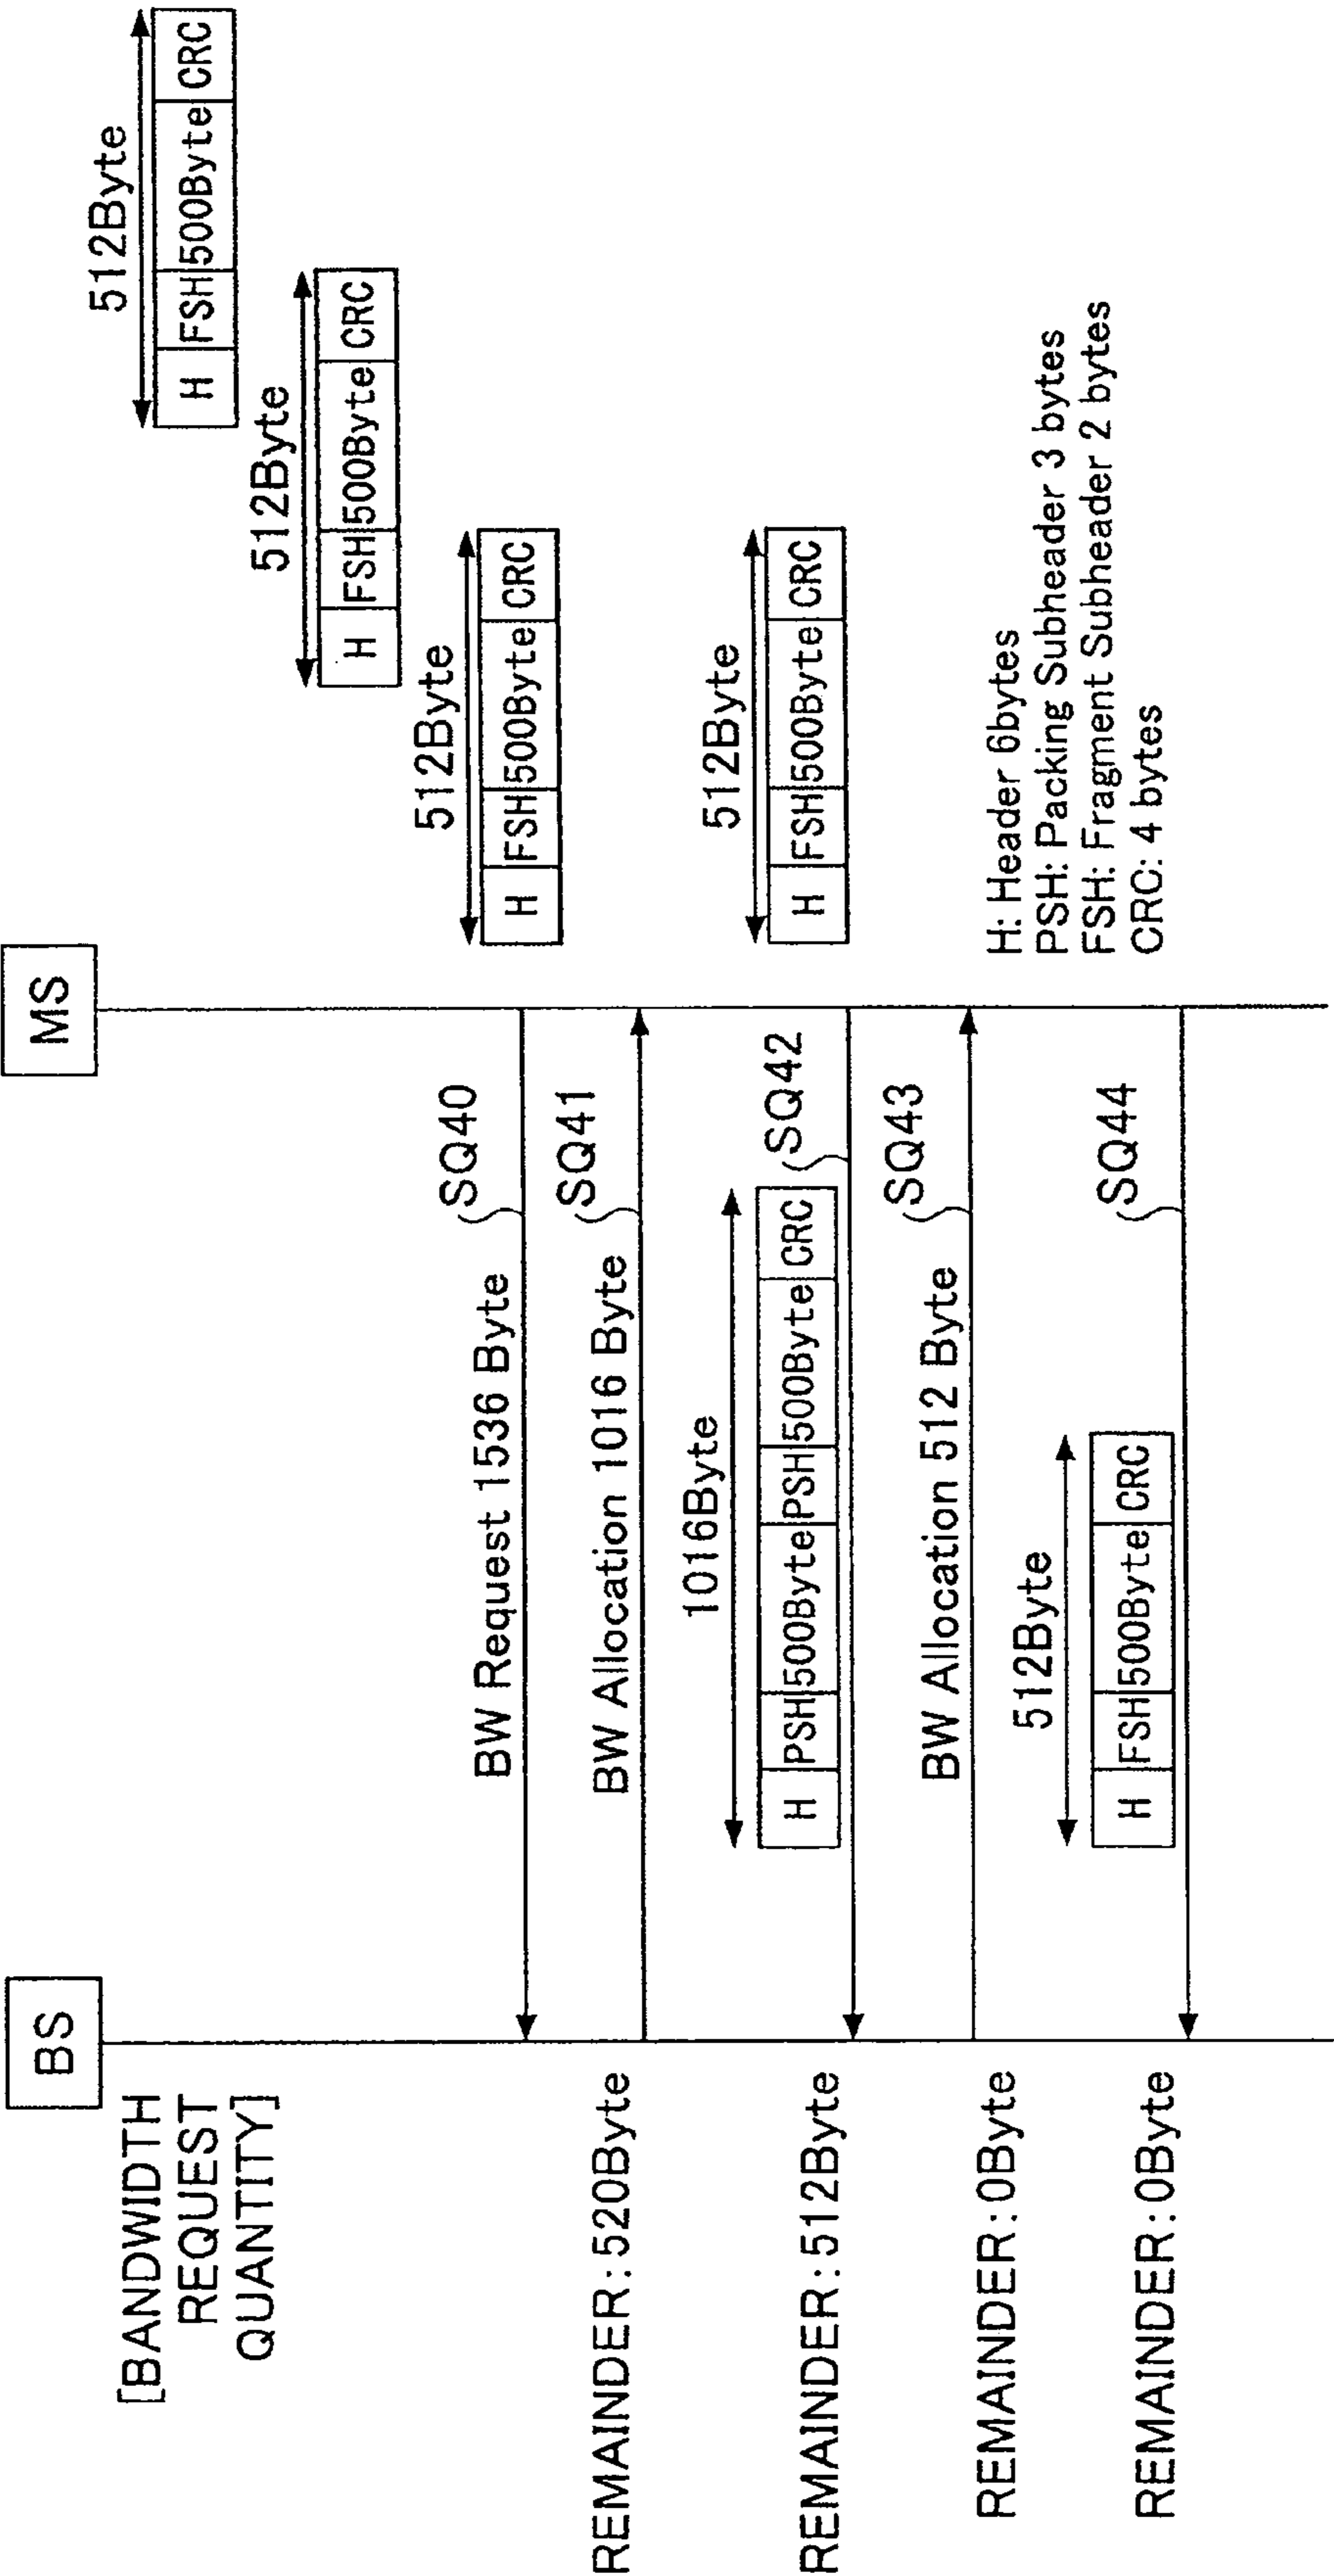 BS
MS
[BANDWIDTH
REQUEST
QUANTITY]
512Byte
H FSH 500Byte CRC
512Byte
H FSH 500Byte CRC
512Byte
H FSH 500Byte CRC
BW Request 1536 Byte
SQ40
REMAINDER:520Byte
BW Allocation 1016 Byte
SQ41
512Byte
H FSH 500Byte CRC
1016Byte
H PSH 500Byte PSH 500Byte CRC
SQ42
REMAINDER:512Byte
BW Allocation 512 Byte
SQ43
REMAINDER:0Byte
512Byte
H FSH 500Byte CRC
SQ44
REMAINDER:0Byte
H: Header 6bytes
PSH: Packing Subheader 3 bytes
FSH: Fragment Subheader 2 bytes
CRC: 4 bytes